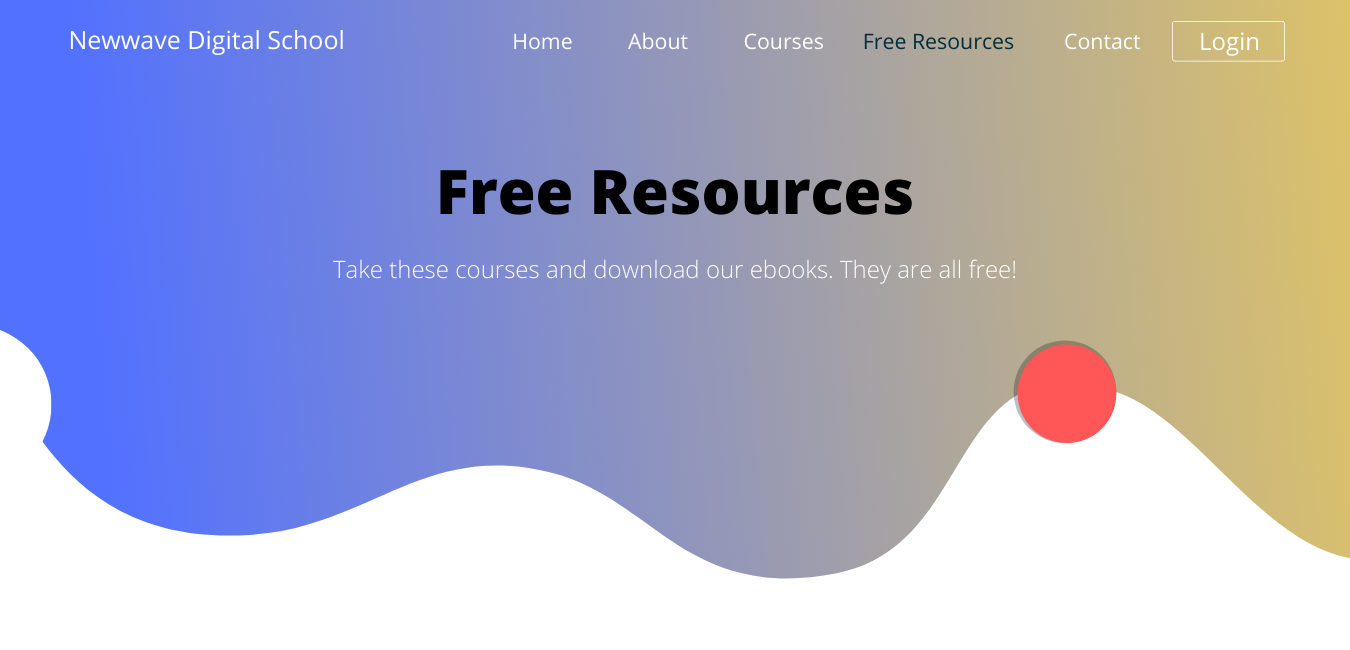 Newwave Digital School
Home About Courses Free Resources Contact Login
Free Resources
Take these courses and download our ebooks. They are all free!